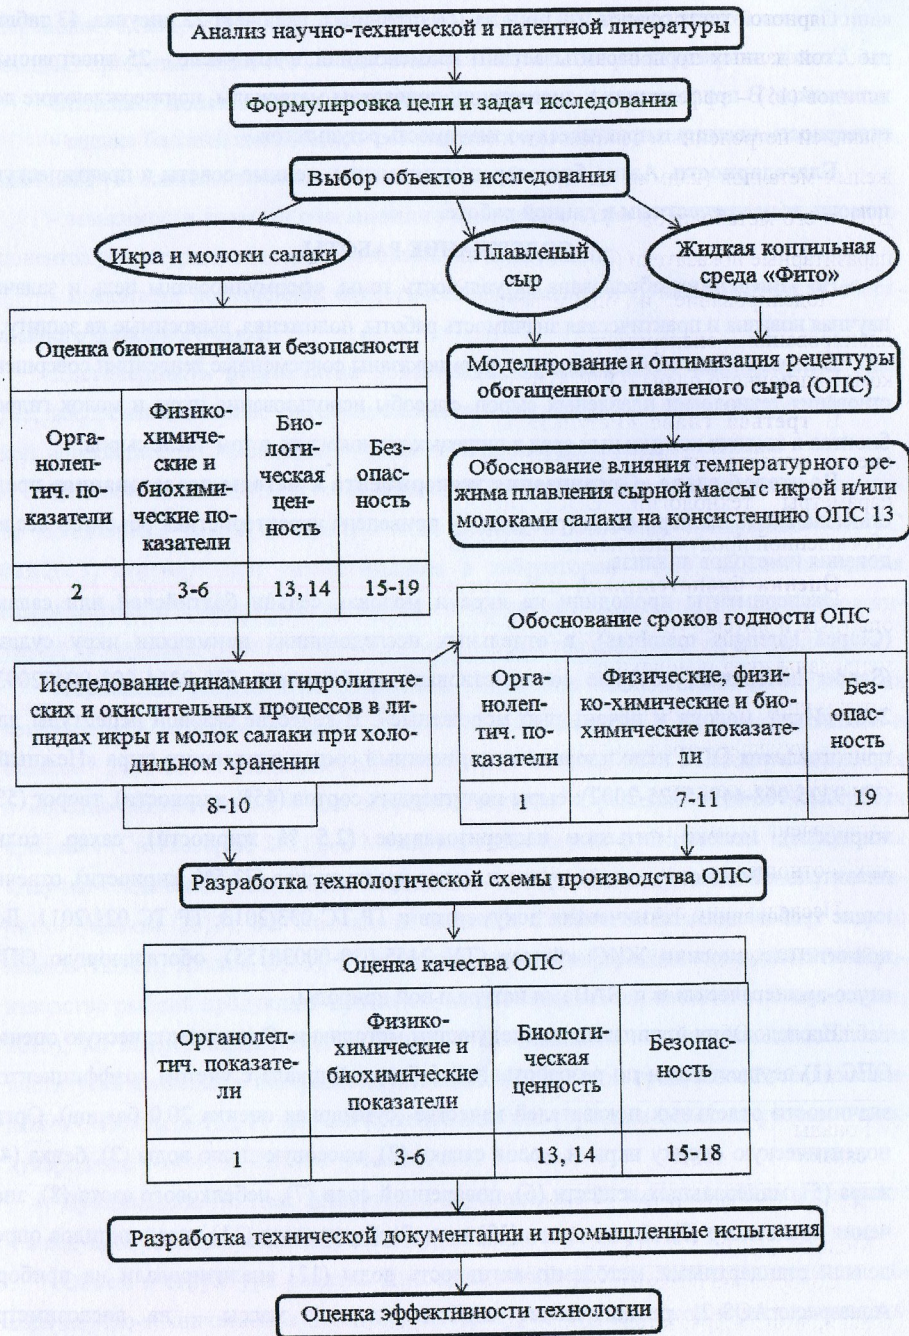 Анализ научно-технической и патентной литературы
Формулировка цели и задач исследования
Выбор объектов исследования
Икра и молоки салаки
Плавленый
сыр
Жидкая коптильная
среда «Фито»
Оценка биопотенциала и безопасности
Орга-
нолеп-
тич. по-
казатели
Физико-
химиче-
ские и
биохими-
ческие по-
казатели
Био-
логи-
ческая
цен-
ность
Без-
опас-
ность
2
3-6
13, 14
15-19
Моделирование и оптимизация рецептуры
обогащенного плавленого сыра (ОПС)
Обоснование влияния температурного ре-
жима плавления сырной массы с икрой и/или
молоками салаки на консистенцию ОПС 13
Исследование динамики гидролитиче-
ских и окислительных процессов в ли-
пидах икры и молок салаки при холо-
дильном хранении
8-10
Обоснование сроков годности ОПС
Орга-
нолеп-
тич. по-
казатели
Физические, физи-
ко-химические и био-
химические показате-
ли
Без-
опас-
ность
1
7-11
19
Разработка технологической схемы производства ОПС
Оценка качества ОПС
Органолеп-
тич. показате-
ли
Физико-
химические и
биохимические
показатели
Биологи-
ческая
ценность
Безопас-
ность
1
3-6
13, 14
15-18
Разработка технической документации и промышленные испытания
Оценка эффективности технологии